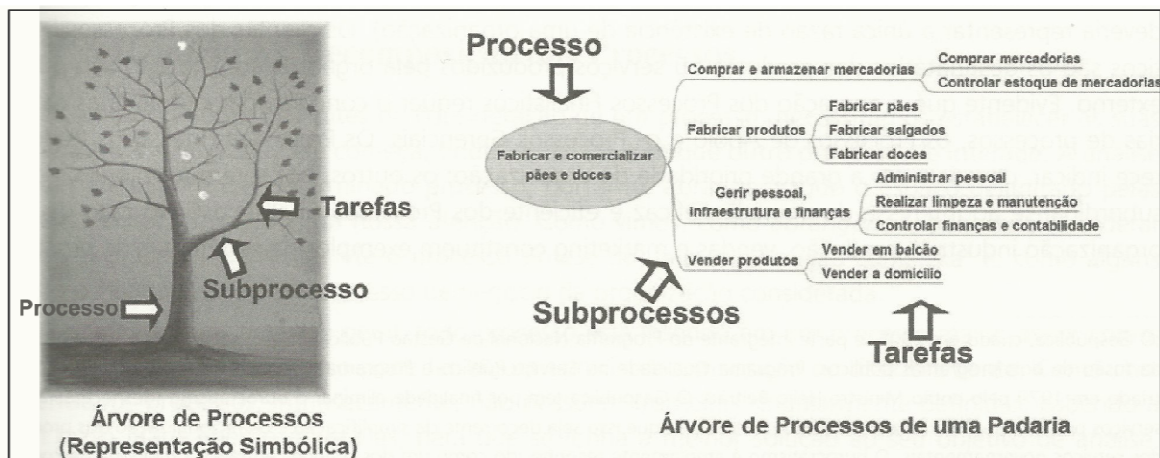 Processo
Tarefas
Subprocesso
Árvore de Processos
(Representação Simbólica)
Processo
Fabricar e comercializar
pães e doces
Comprar e armazenar mercadorias
Comprar mercadorias
Controlar estoque de mercadorias
Fabricar produtos
Fabricar pães
Fabricar salgados
Fabricar doces
Gerir pessoal,
infraestrutura e finanças
Administrar pessoal
Realizar limpeza e manutenção
Controlar finanças e contabilidade
Vender produtos
Vender em balcão
Vender a domicílio
Subprocessos
Tarefas
Árvore de Processos de uma Padaria